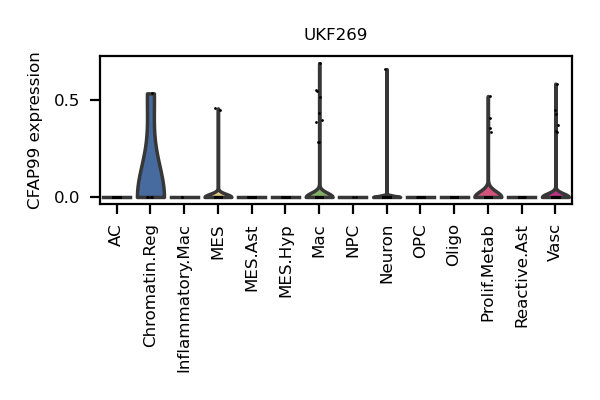 UKF269
CFAP99 expression
0.5
0.0
AC
Chromatin.Reg
Inflammatory.Mac
MES
MES.Ast
MES.Hyp
Mac
NPC
Neuron
OPC
Oligo
Prolif.Metab
Reactive.Ast
Vasc